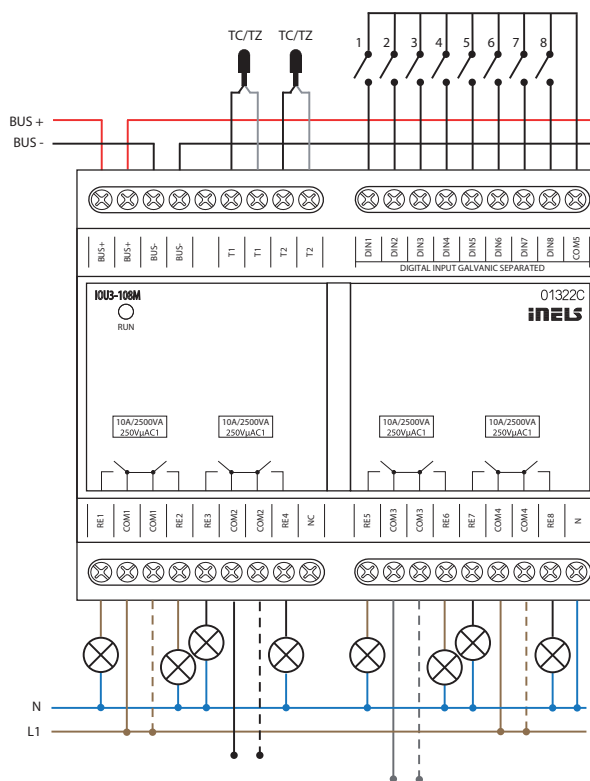 TC/TZ TC/TZ
1 2 3 4 5 6 7 8
BUS +
BUS -
BUS+ BUS+ BUS- BUS- T1 T1 T2 T2 DIN1 DIN2 DIN3 DIN4 DIN5 DIN6 DIN7 DIN8 COM5
DIGITAL INPUT GALVANIC SEPARATED
IOU3-108M
RUN
01322C
iNELS
10A/2500VA 10A/2500VA 10A/2500VA 10A/2500VA
250VµAC1 250VµAC1 250VµAC1 250VµAC1
RE1 COM1 COM1 RE2 RE3 COM2 COM2 RE4 NC RE5 COM3 COM3 RE6 RE7 COM4 COM4 RE8 N
N
L1